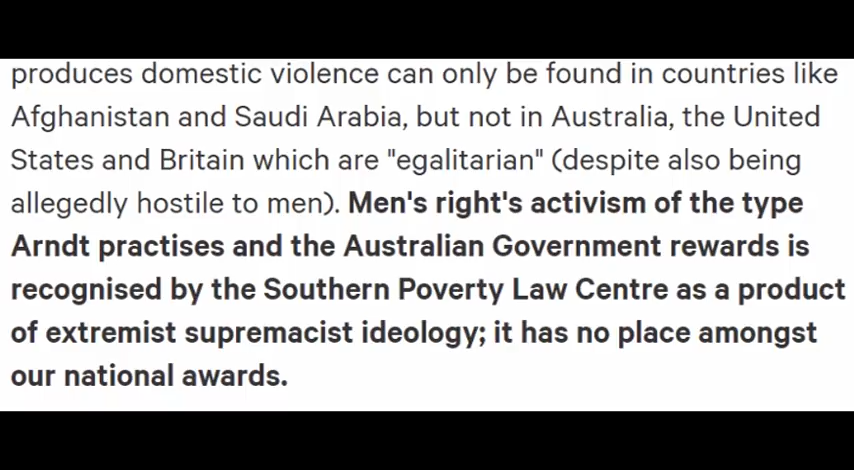 produces domestic violence can only be found in countries like
Afghanistan and Saudi Arabia, but not in Australia, the United
States and Britain which are "egalitarian" (despite also being
allegedly hostile to men). Men's right's activism of the type
Arndt practises and the Australian Government rewards is
recognised by the Southern Poverty Law Centre as a product
of extremist supremacist ideology; it has no place amongst
our national awards.